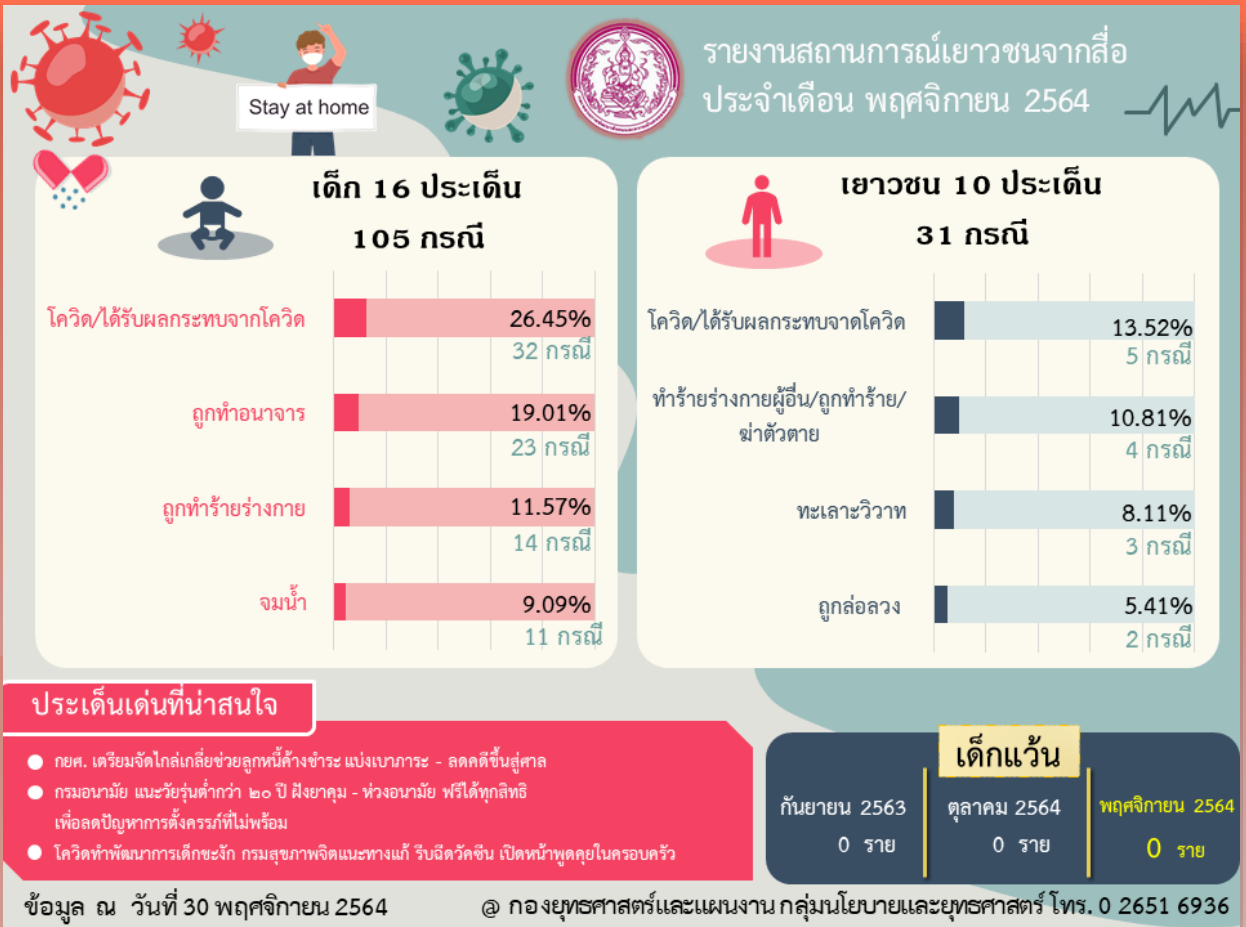 Stay at home
รายงานสถานการณ์เยาวชนจากสื่อ
ประจำเดือน พฤศจิกายน 2564
เด็ก 16 ประเด็น
105 กรณี
โควิด/ได้รับผลกระทบจากโควิด
26.45%
32 กรณี
ถูกทำอนาจาร
19.01%
23 กรณี
ถูกทำร้ายร่างกาย
11.57%
14 กรณี
จมน้ำ
9.09%
11 กรณี
เยาวชน 10 ประเด็น
31 กรณี
โควิด/ได้รับผลกระทบจาดโควิด
13.52%
5 กรณี
ทำร้ายร่างกายผู้อื่น/ถูกทำร้าย/
ฆ่าตัวตาย
10.81%
4 กรณี
ทะเลาะวิวาท
8.11%
3 กรณี
ถูกล่อลวง
5.41%
2 กรณี
ประเด็นเด่นที่น่าสนใจ
กยศ. เตรียมจัดไกล่เกลี่ยช่วยลูกหนี้ค้างชำระ แบ่งเบาภาระ - ลดคดีขึ้นสู่ศาล
กรมอนามัย แนะวัยรุ่นต่ำกว่า ๒๐ ปี ฝังยาคุม - ห่วงอนามัย ฟรีได้ทุกสิทธิ
เพื่อลดปัญหาการตั้งครรภ์ที่ไม่พร้อม
โควิดทำพัฒนาการเด็กชะงัก กรมสุขภาพจิตแนะทางแก้ รีบฉีดวัคซีน เปิดหน้าพูดคุยในครอบครัว
เด็กแว้น
กันยายน 2563
0 ราย
ตุลาคม 2564
0 ราย
พฤศจิกายน 2564
0 ราย
ข้อมูล ณ วันที่ 30 พฤศจิกายน 2564
@ กองยุทธศาสตร์และแผนงาน กลุ่มนโยบายและยุทธศาสตร์ โทร. 0 2651 6936